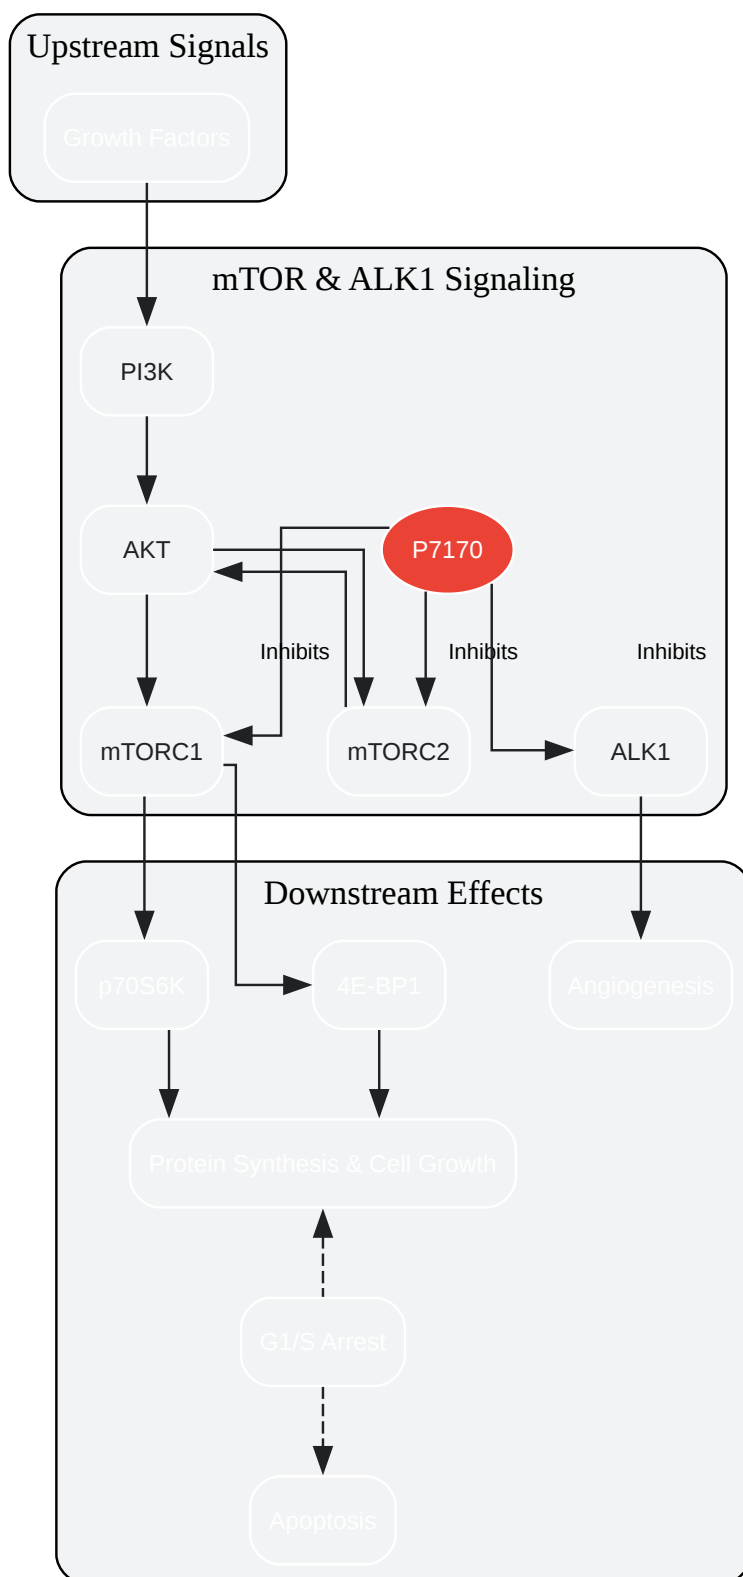 Upstream Signals
Growth Factors
mTOR & ALK1 Signaling
PI3K
AKT
P7170
Inhibits
Inhibits
Inhibits
mTORC1
mTORC2
ALK1
Downstream Effects
p70S6K
4E-BP1
Angiogenesis
Protein Synthesis & Cell Growth
G1/S Arrest
Apoptosis